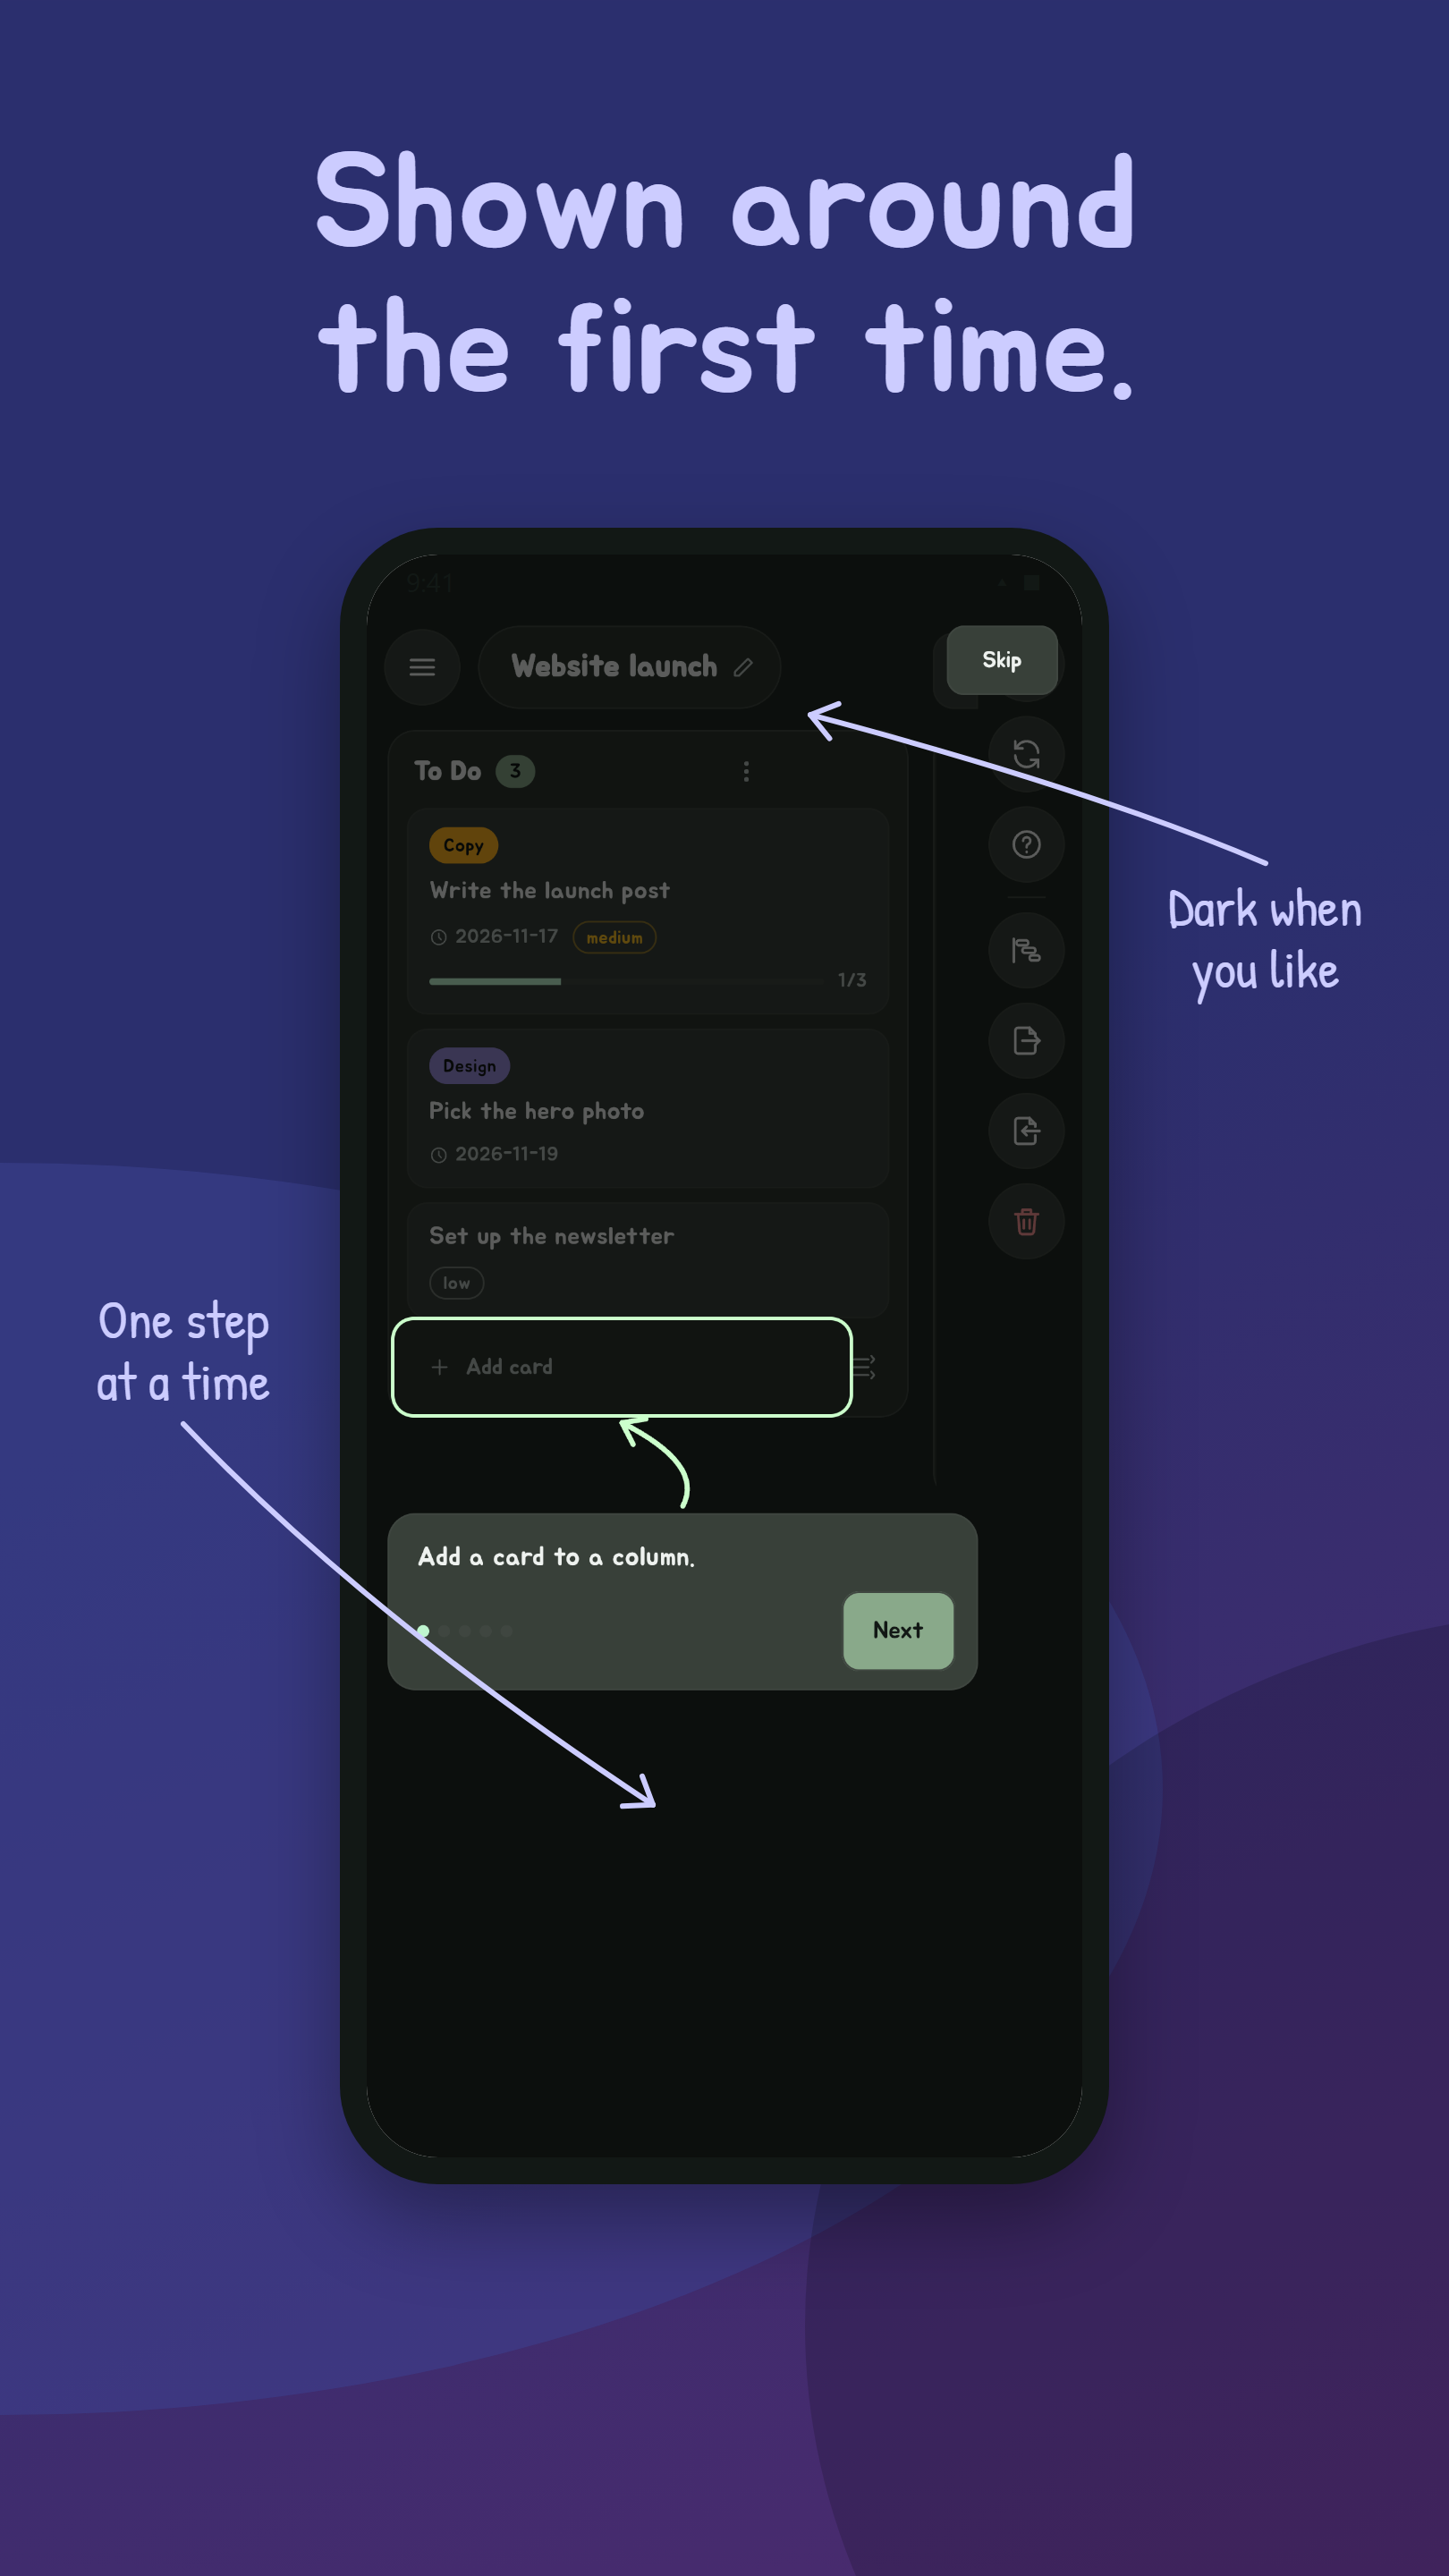 Shown around
the first time.
9:41
Website launch
Skip
To Do 3
Copy
Write the launch post
2026-11-17 medium
1/3
Dark when
you like
Design
Pick the hero photo
2026-11-19
Set up the newsletter
low
One step
at a time
Add card
Add a card to a column.
Next